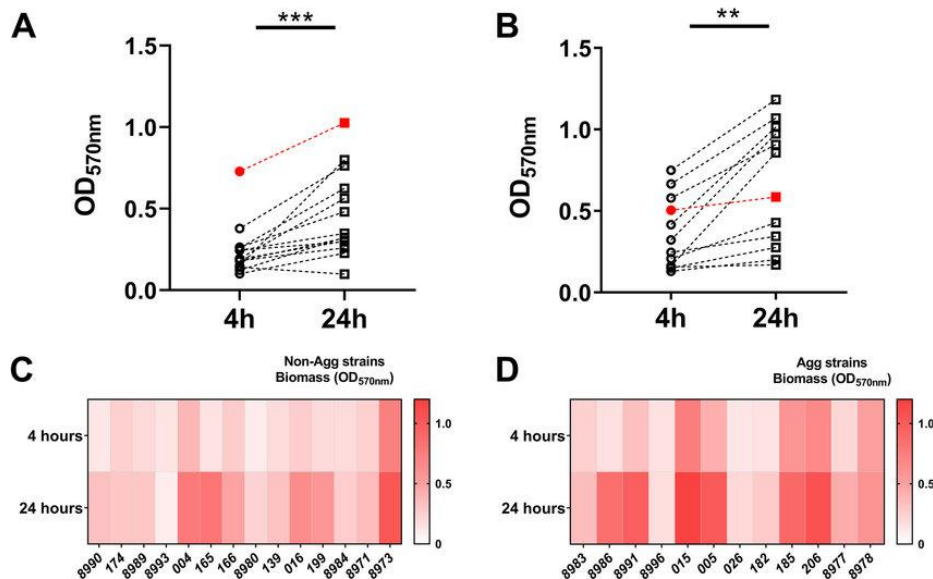 A
***
OD570nm
1.5
1.0
0.5
0.0
4h
24h
B
**
OD570nm
1.5
1.0
0.5
0.0
4h
24h
C
Non-Agg strains
Biomass (OD570nm)
4 hours
24 hours
1.0
0.5
0
8990 174 8989 8993 004 165 166 8980 139 016 199 8984 8971 8973
D
Agg strains
Biomass (OD570nm)
4 hours
24 hours
1.0
0.5
0
8983 8986 8991 8996 015 005 026 182 185 206 8977 8978